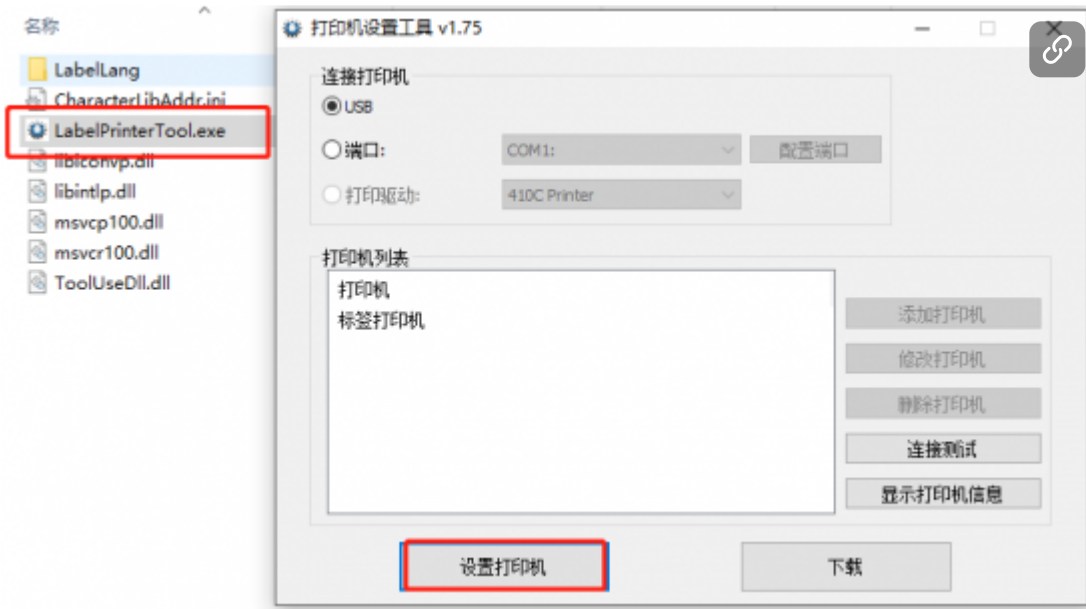 名称
LabelLang
CharacterLibAddr.ini
LabelPrinterTool.exe
libiconvp.dll
libintlp.dll
msvcp100.dll
msvcr100.dll
ToolUseDll.dll
打印机设置工具 v1.75
连接打印机
USB
端口: COM1: 配置端口
打印驱动: 410C Printer
打印机列表
打印机
标签打印机
添加打印机
修改打印机
删除打印机
连接测试
显示打印机信息
设置打印机 下载